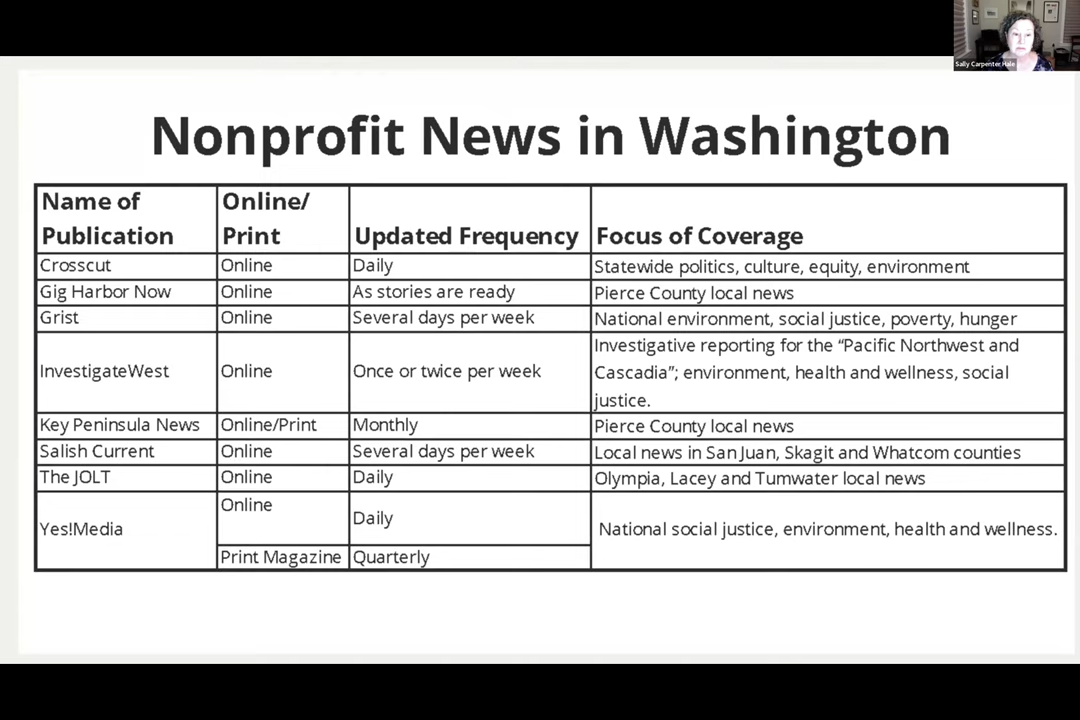 Sally Carpenter Hale
Nonprofit News in Washington
Name of Publication | Online/ Print | Updated Frequency | Focus of Coverage
Crosscut | Online | Daily | Statewide politics, culture, equity, environment
Gig Harbor Now | Online | As stories are ready | Pierce County local news
Grist | Online | Several days per week | National environment, social justice, poverty, hunger
InvestigateWest | Online | Once or twice per week | Investigative reporting for the “Pacific Northwest and
Cascadia”; environment, health and wellness, social
justice.
Key Peninsula News | Online/Print | Monthly | Pierce County local news
Salish Current | Online | Several days per week | Local news in San Juan, Skagit and Whatcom counties
The JOLT | Online | Daily | Olympia, Lacey and Tumwater local news
Yes!Media | Online | Daily | National social justice, environment, health and wellness.
Print Magazine | Quarterly